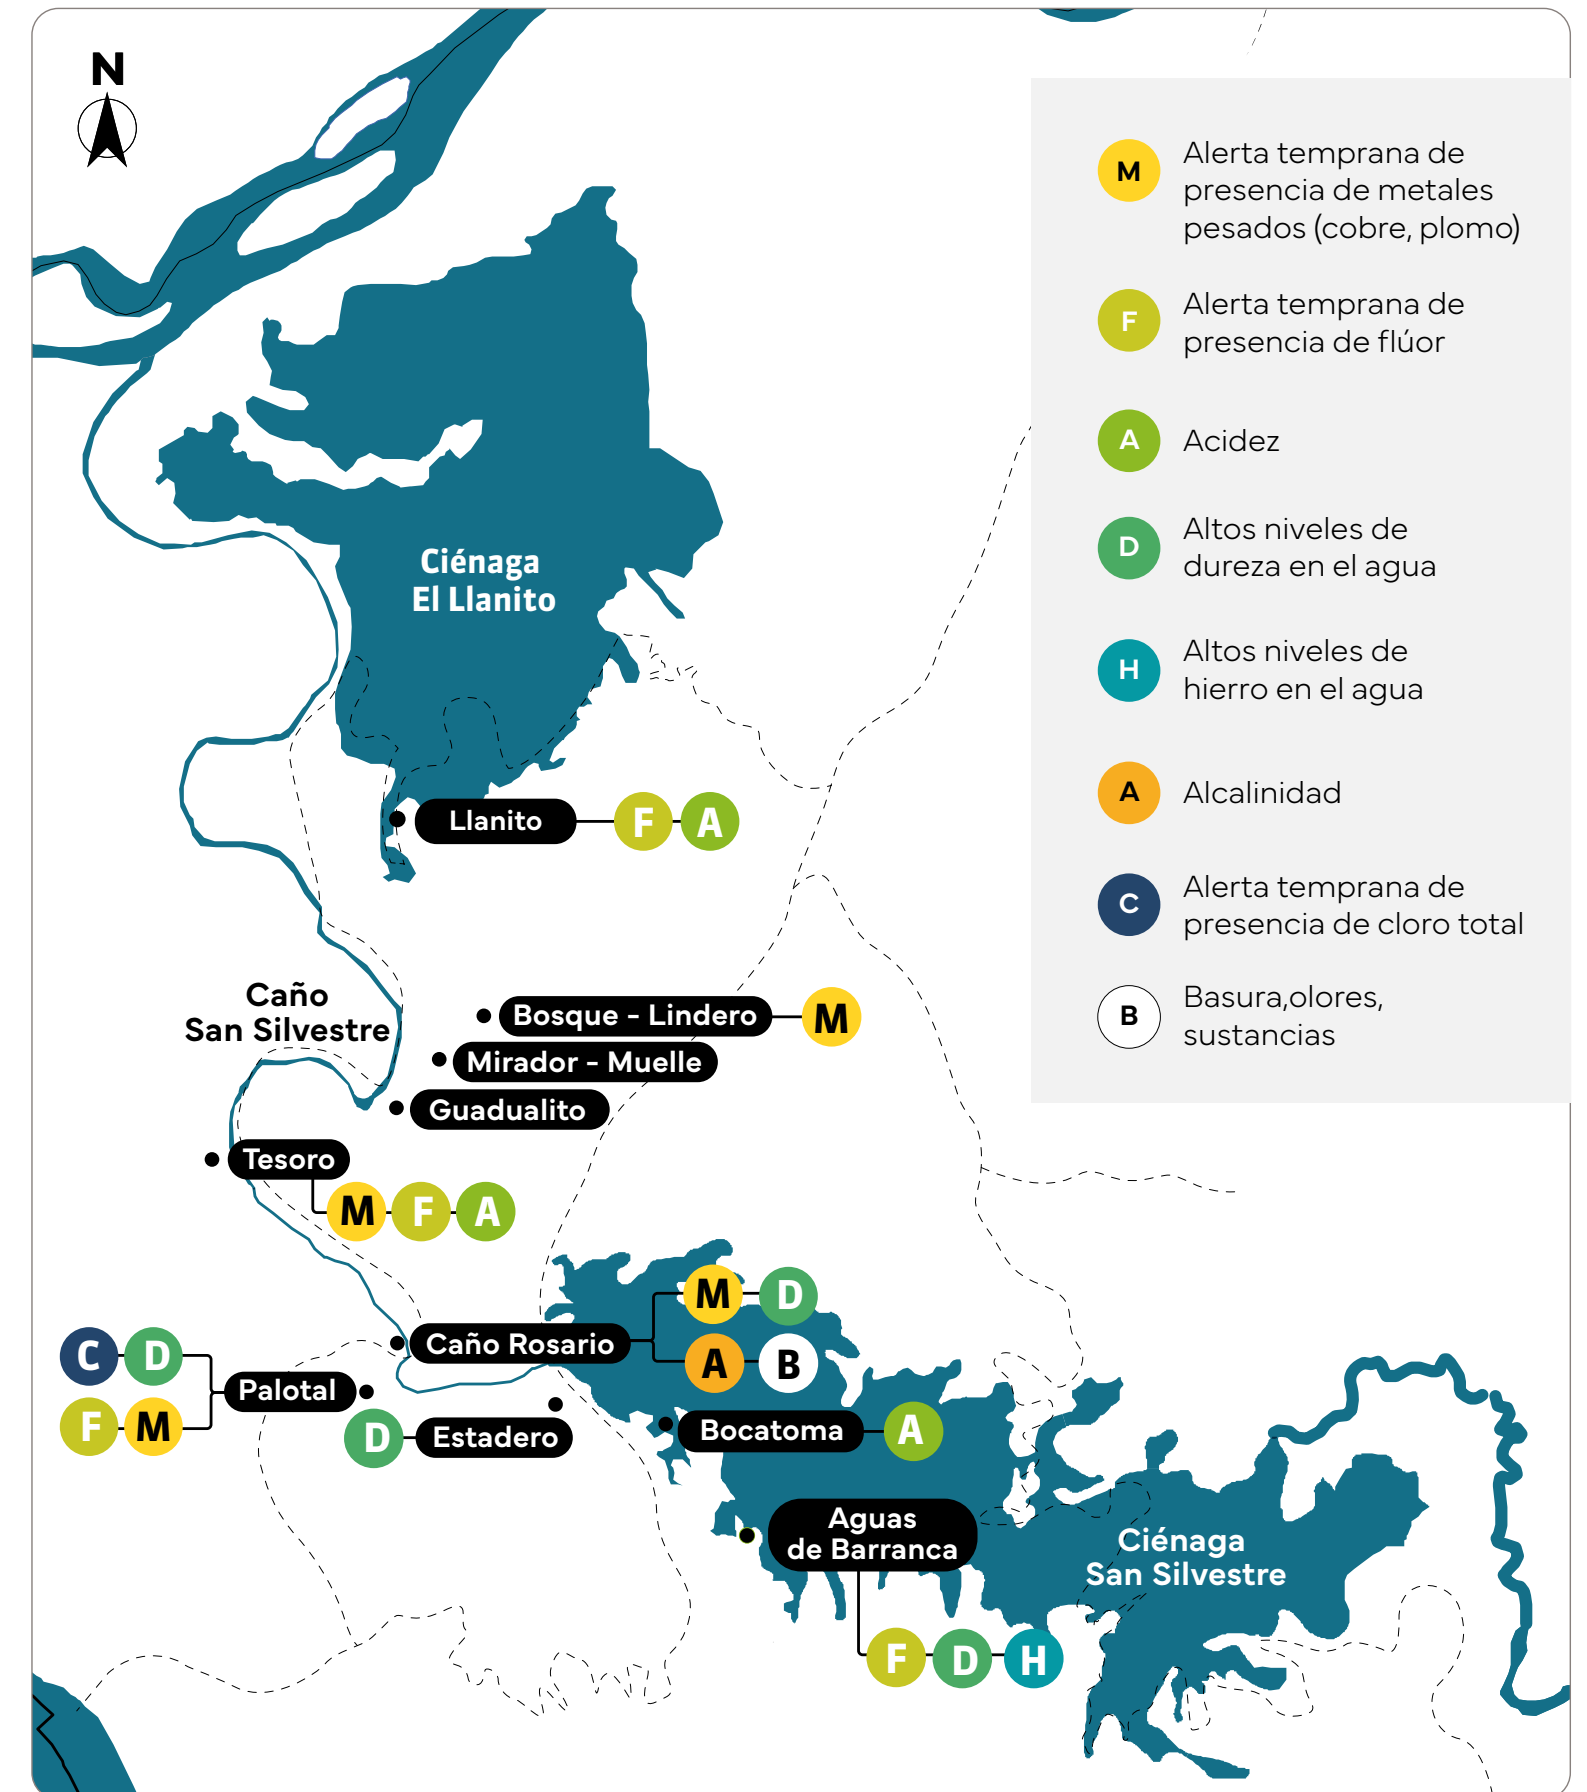 N
M
Alerta temprana de
presencia de metales
pesados (cobre, plomo)
F
Alerta temprana de
presencia de flúor
A
Acidez
D
Altos niveles de
dureza en el agua
H
Altos niveles de
hierro en el agua
A
Alcalinidad
C
Alerta temprana de
presencia de cloro total
B
Basura,olores,
sustancias
Ciénaga
El Llanito
Llanito F A
Caño
San Silvestre
Bosque - Lindero M
Mirador - Muelle
Guadualito
Tesoro
M F A
M D
Caño Rosario
A B
C D
Palotal
F M
D Estadero
Bocatoma A
Aguas
de Barranca
F D H
Ciénaga
San Silvestre